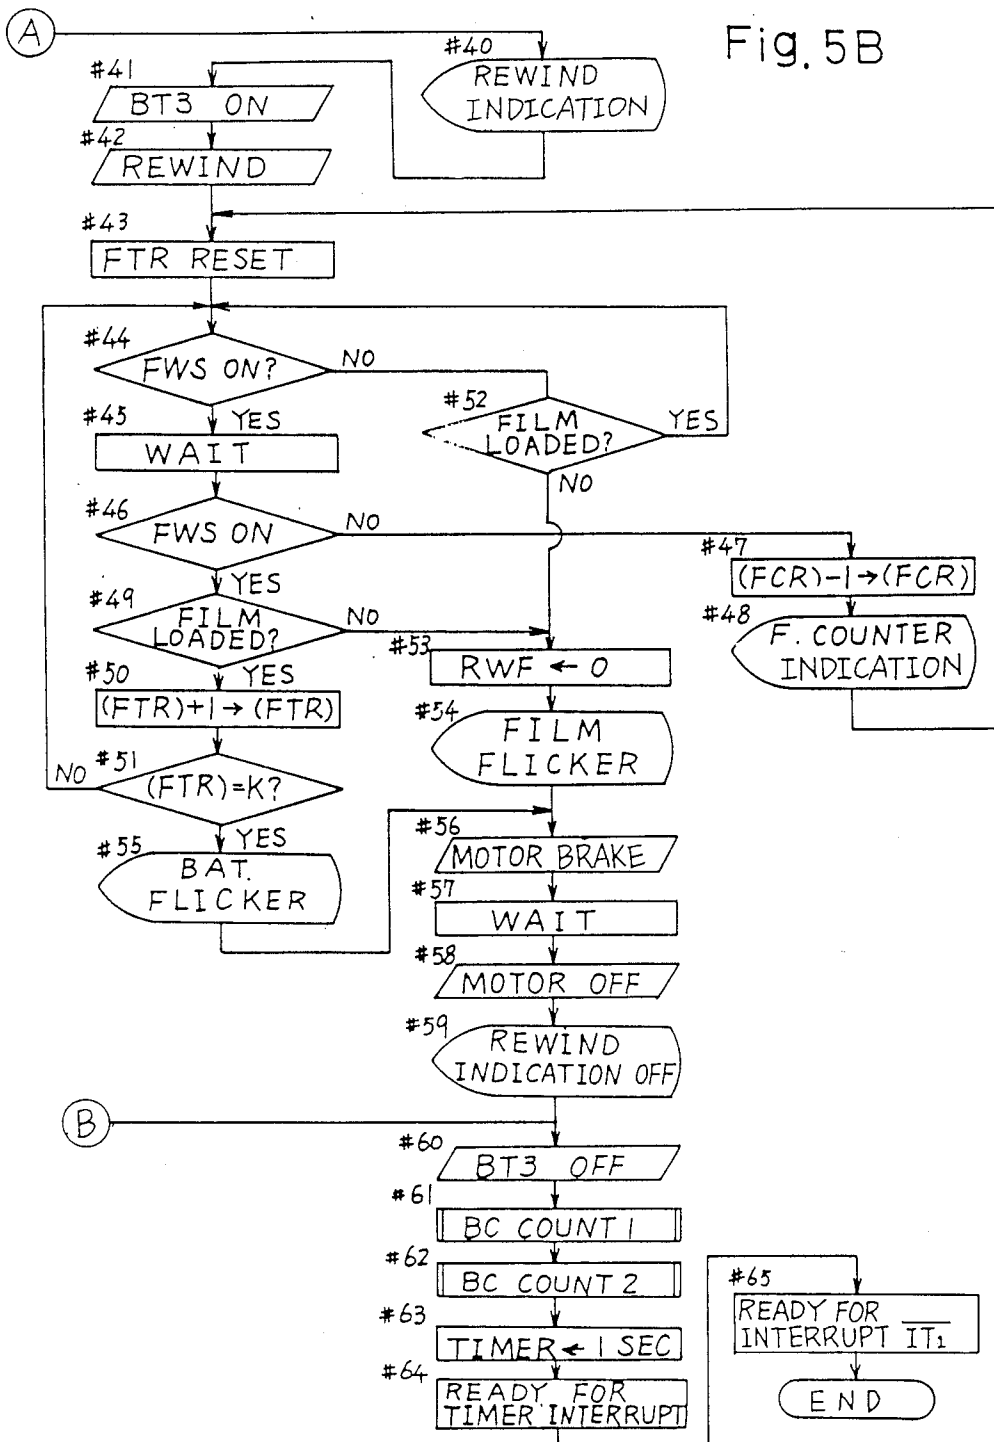 Fig. 5B
A
#40
REWIND
INDICATION
#41
BT3 ON
#42
REWIND
#43
FTR RESET
#44
FWS ON?
NO
YES
#45
WAIT
#52
FILM
LOADED?
YES
NO
#46
FWS ON
NO
YES
#47
(FCR)-1→(FCR)
#48
F. COUNTER
INDICATION
#49
FILM
LOADED?
NO
YES
#50
(FTR)+1→(FTR)
#51
(FTR)=K?
NO
YES
#53
RWF ← 0
#54
FILM
FLICKER
#55
BAT.
FLICKER
#56
MOTOR BRAKE
#57
WAIT
#58
MOTOR OFF
#59
REWIND
INDICATION OFF
B
#60
BT3 OFF
#61
BC COUNT 1
#62
BC COUNT 2
#63
TIMER ← 1 SEC
#64
READY FOR
TIMER INTERRUPT
#65
READY FOR
INTERRUPT I̅T̅₁̅
END